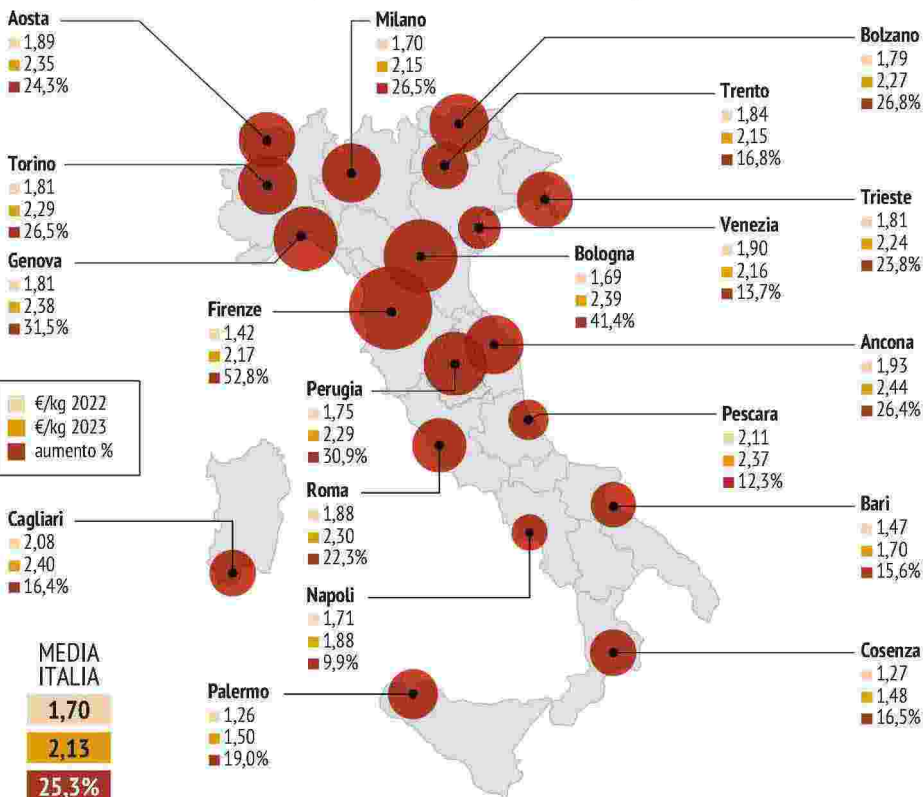 Aosta
1,89
2,35
24,3%
Milano
1,70
2,15
26,5%
Bolzano
1,79
2,27
26,8%
Trento
1,84
2,15
16,8%
Torino
1,81
2,29
26,5%
Trieste
1,81
2,24
23,8%
Venezia
1,90
2,16
13,7%
Genova
1,81
2,38
31,5%
Bologna
1,69
2,39
41,4%
Firenze
1,42
2,17
52,8%
Ancona
1,93
2,44
26,4%
Perugia
1,75
2,29
30,9%
€/kg 2022
€/kg 2023
aumento %
Pescara
2,11
2,37
12,3%
Roma
1,88
2,30
22,3%
Bari
1,47
1,70
15,6%
Cagliari
2,08
2,40
16,4%
Napoli
1,71
1,88
9,9%
MEDIA
ITALIA
1,70
2,13
25,3%
Cosenza
1,27
1,48
16,5%
Palermo
1,26
1,50
19,0%